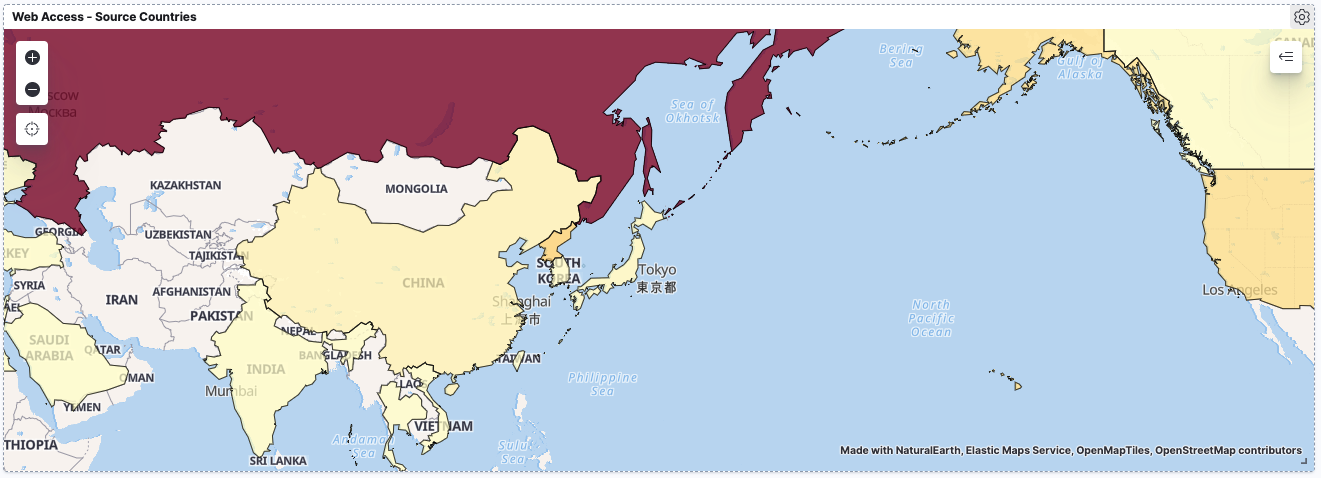 Web Access - Source Countries
Bering
Sea
CANA
Gulf of
Alaska
scow
Москва
Sea of
Okhotsk
KAZAKHSTAN
MONGOLIA
GEORGIA
UZBEKISTAN
KEY
TAJIKISTAN
SOUTH
KOREA
Tokyo
東京都
SYRIA
IRAN
AFGHANISTAN
CHINA
Los Angeles
AEL
PAKISTAN
Shanghai
上海市
North
Pacific
Ocean
NEPAL
SAUDI
ARABIA
QATAR
BANGLADESH
TAIWAN
INDIA
OMAN
Mumbai
LAOS
Philippine
Sea
YEMEN
VIETNAM
THIOPIA
Andaman
Sea
Sulu
Sea
SRI LANKA
Made with NaturalEarth, Elastic Maps Service, OpenMapTiles, OpenStreetMap contributors